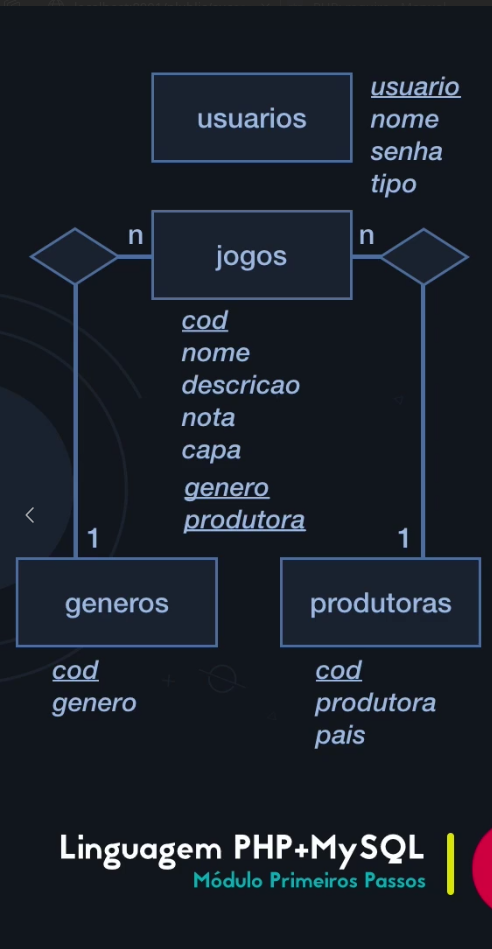 usuarios
usuario
nome
senha
tipo
n
jogos
n
cod
nome
descricao
nota
capa
genero
produtora
1
1
generos
produtoras
cod
genero
cod
produtora
pais
Linguagem PHP+MySQL
Módulo Primeiros Passos